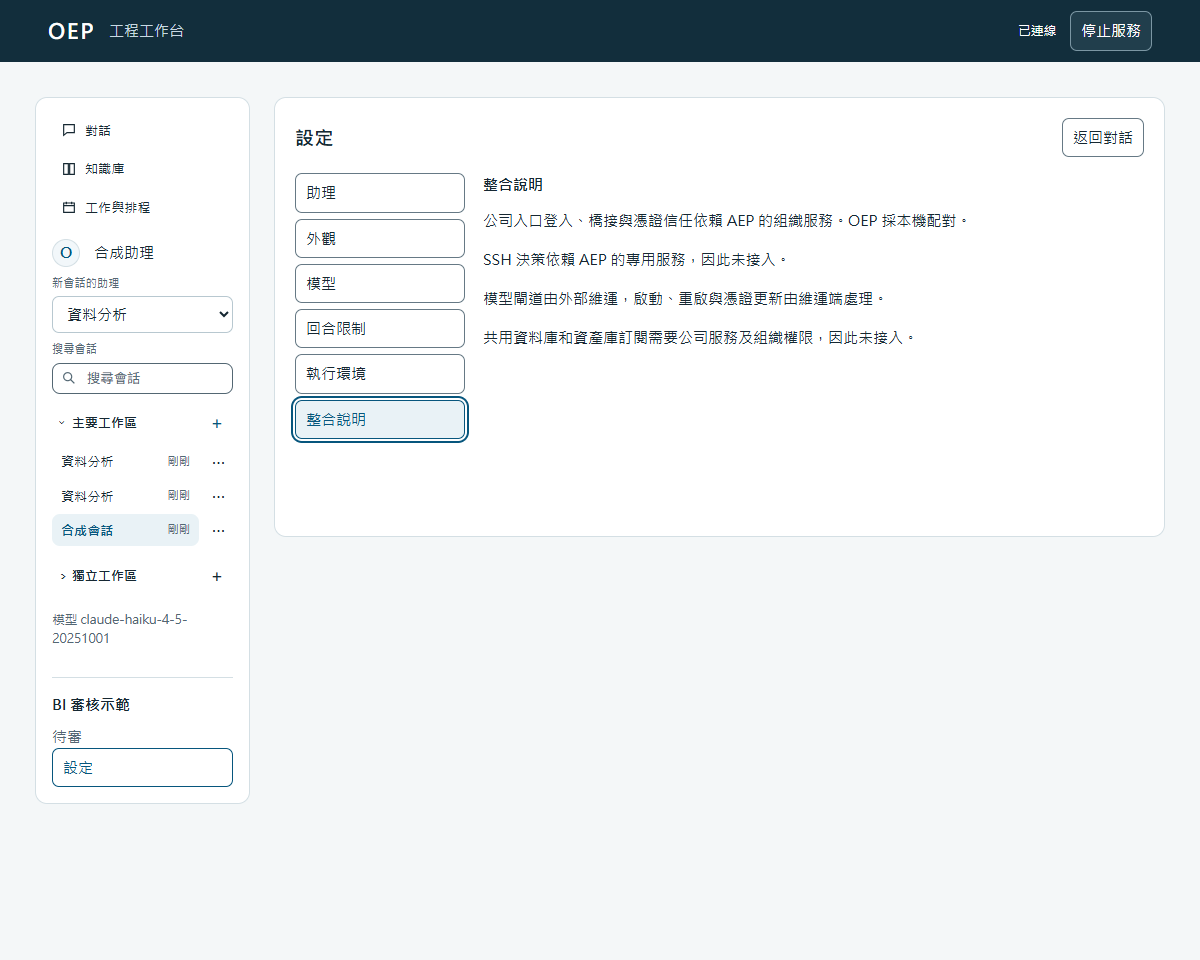 OEP 工程工作台
已連線
停止服務
對話
知識庫
工作與排程
O 合成助理
新會話的助理
資料分析
搜尋會話
搜尋會話
主要工作區 +
資料分析 剛剛 ...
資料分析 剛剛 ...
合成會話 剛剛 ...
獨立工作區 +
模型 claude-haiku-4-5-
20251001
BI 審核示範
待審
設定
設定
返回對話
助理
外觀
模型
回合限制
執行環境
整合說明
整合說明
公司入口登入、橋接與憑證信任依賴 AEP 的組織服務。OEP 採本機配對。
SSH 決策依賴 AEP 的專用服務,因此未接入。
模型閘道由外部維運,啟動、重啟與憑證更新由維運端處理。
共用資料庫和資產庫訂閱需要公司服務及組織權限,因此未接入。